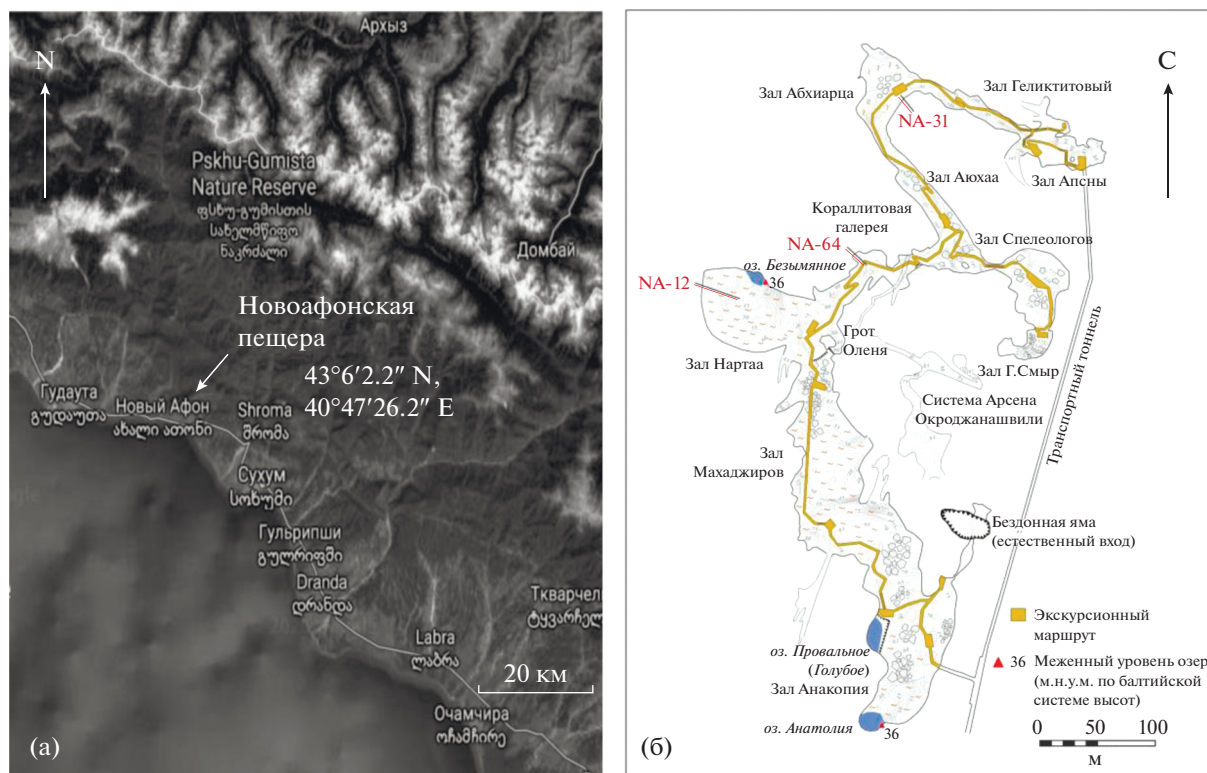 Архыз
N
Pskhu-Gumista
Nature Reserve
ფსხუ-გუმისთის
სახელმწიფო
ნაკრძალი
Домбай
Новоафонская
пещера
43°6′2.2″ N,
40°47′26.2″ E
Гудаута
გუდაუთა
Новый Афон
ახალი ათონი
Shroma
შრომა
Сухум
სოხუმი
Гульрипши
გულრიფში
Dranda
დრანდა
Ткварчел
ტყვარჩელ
Labra
ლაბრა
20 км
Очамчира
ოჩამჩირე
(а)
С
Зал Абхиарца
Зал Геликтитовый
NA-31
Зал Апсны
Зал Аюхаа
Кораллитовая
галерея
Зал Спелеологов
NA-64
оз. Безымянное
36
NA-12
Грот
Оленя
Зал Нартаа
Зал Г.Смыр
Система Арсена
Окроджанашвили
Транспортный тоннель
Зал
Махаджиров
Бездонная яма
(естественный вход)
Экскурсионный
маршрут
оз. Провальное
(Голубое)
36 Меженный уровень озер
(м.н.у.м. по балтийской
системе высот)
Зал Анакопия
оз. Анатолия
36
0 50 100
м
(б)